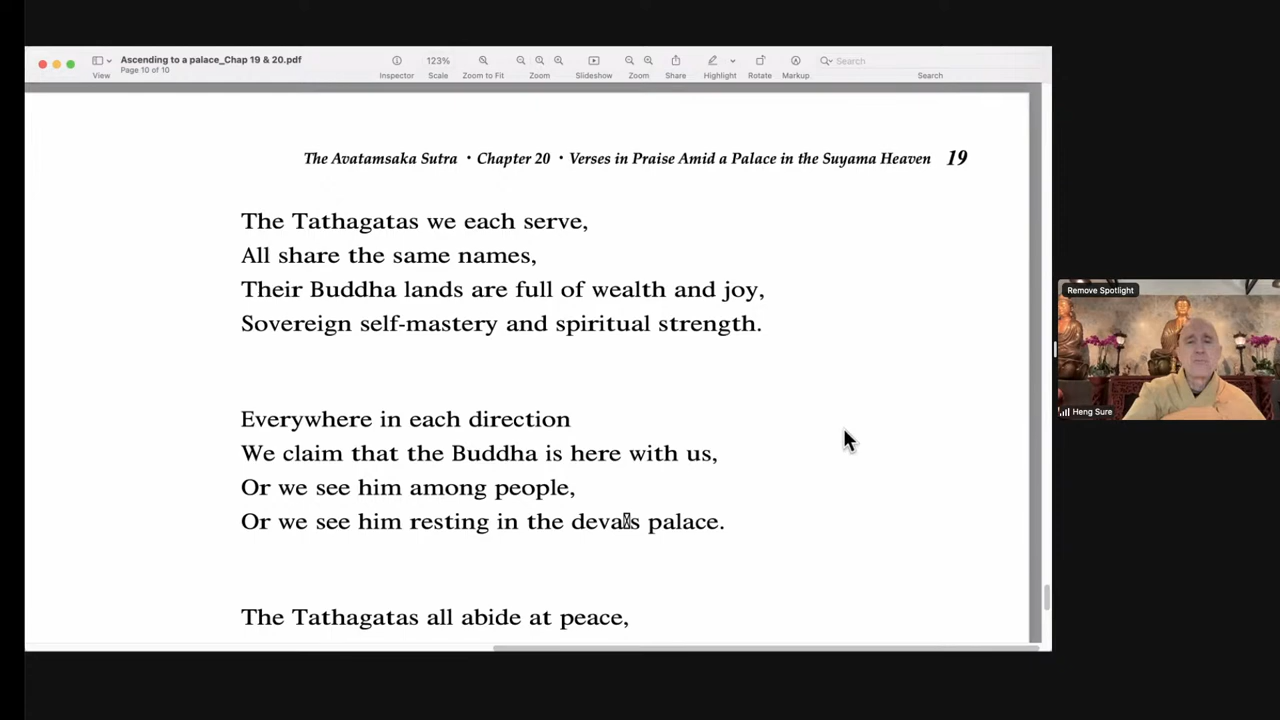 Ascending to a palace_Chap 19 & 20.pdf
Page 10 of 10
View
Inspector
123%
Scale
Zoom to Fit
Zoom
Slideshow
Zoom
Share
Highlight
Rotate
Markup
Search
Search
The Avatamsaka Sutra · Chapter 20 · Verses in Praise Amid a Palace in the Suyama Heaven 19
The Tathagatas we each serve,
All share the same names,
Their Buddha lands are full of wealth and joy,
Sovereign self-mastery and spiritual strength.
Everywhere in each direction
We claim that the Buddha is here with us,
Or we see him among people,
Or we see him resting in the deva's palace.
The Tathagatas all abide at peace,
Remove Spotlight
Heng Sure